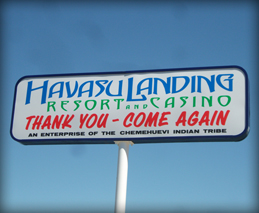 HAVASU LANDING
RESORT AND CASINO
THANK YOU - COME AGAIN
AN ENTERPRISE OF THE CHEMEHUEVI INDIAN TRIBE